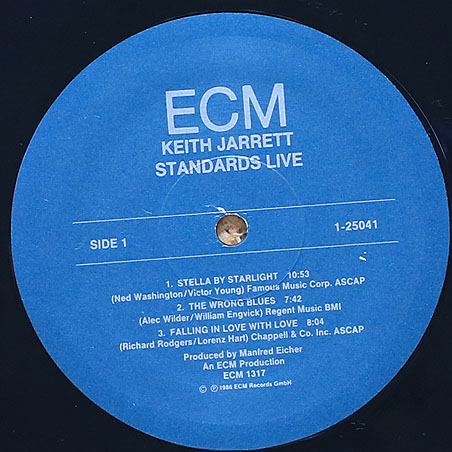 ECM
KEITH JARRETT
STANDARDS LIVE
SIDE 1
1-25041
1. STELLA BY STARLIGHT 10:53
(Ned Washington/Victor Young) Famous Music Corp. ASCAP
2. THE WRONG BLUES 7:42
(Alec Wilder/William Engvick) Regent Music BMI
3. FALLING IN LOVE WITH LOVE 8:04
(Richard Rodgers/Lorenz Hart) Chappell & Co. Inc. ASCAP
Produced by Manfred Eicher
An ECM Production
ECM 1317
© ℗ 1986 ECM Records GmbH